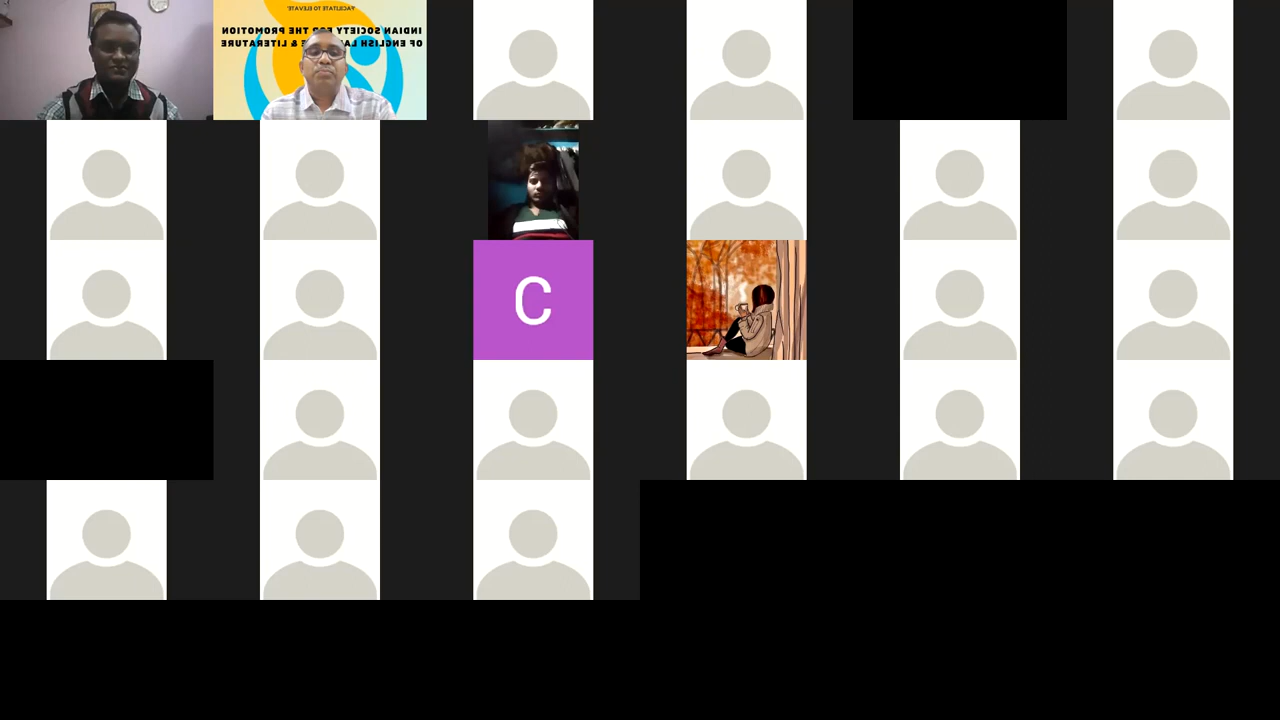 "FACILITATE TO ELEVATE"
INDIAN SOCIETY FOR THE PROMOTION
OF ENGLISH LA E & LITERATURE
C